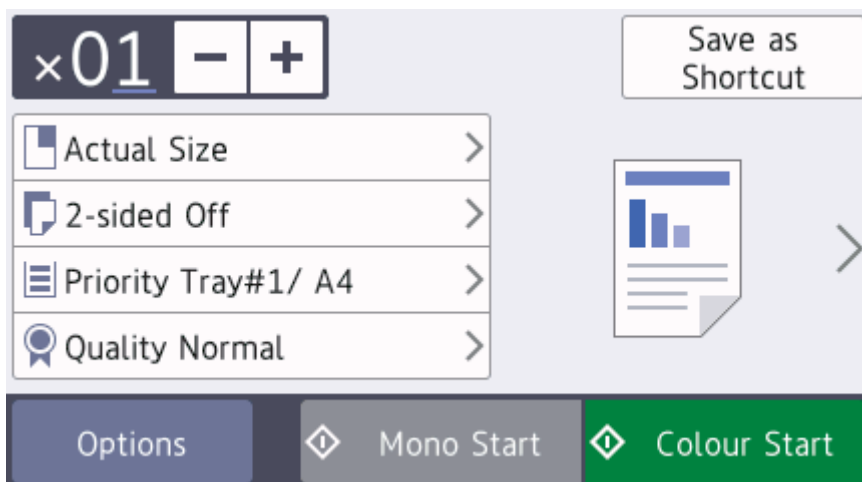 ×01 - +
Save as
Shortcut
Actual Size
2-sided Off
Priority Tray#1/ A4
Quality Normal
Options
Mono Start
Colour Start